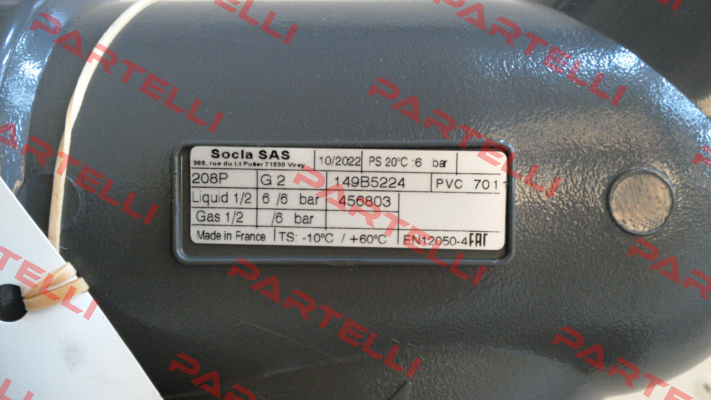 Socla SAS
365, rue du Lt Putier 71530 Virey
10/2022 PS 20°C :6 bar
208P G 2 149B5224 PVC 7011
Liquid 1/2 6 /6 bar 456803
Gas 1/2 /6 bar
Made in France TS: -10°C / +60°C EN12050-4 EAC
PARTELLI
PARTELLI
PARTELLI
PARTELLI
PARTELLI
PARTELLI
PARTELLI